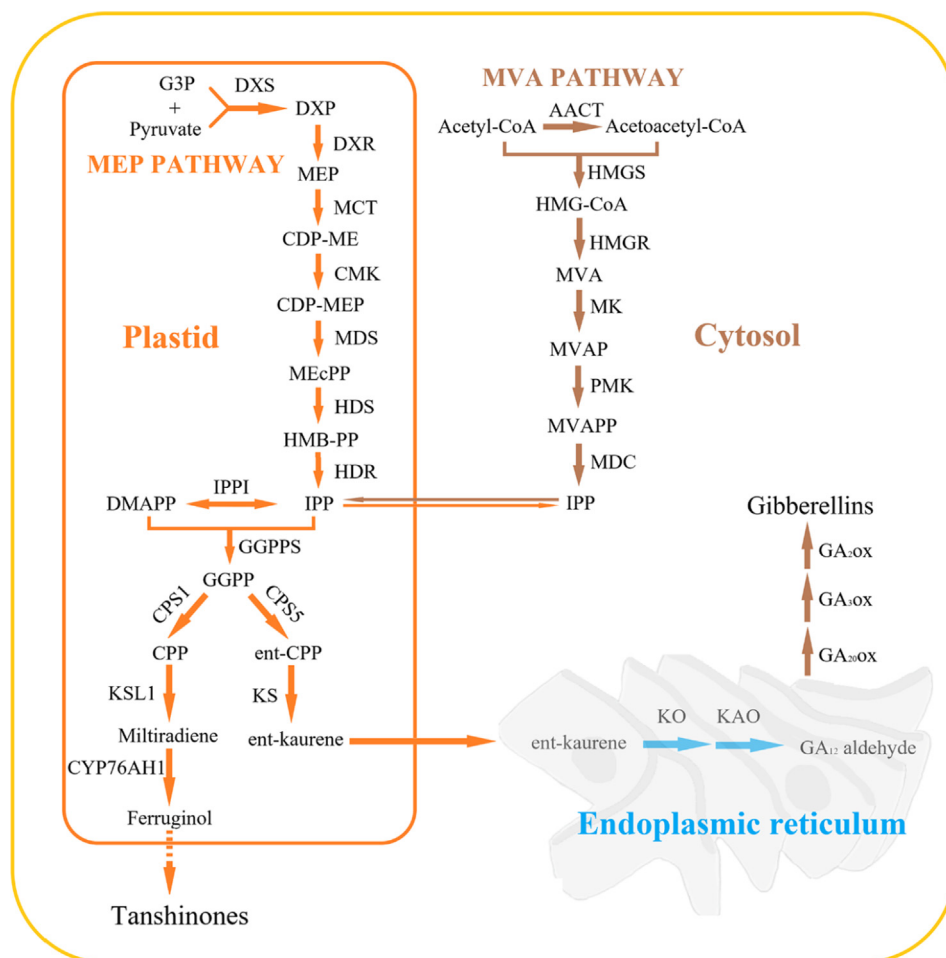 G3P
+
Pyruvate
DXS
DXP
MEP PATHWAY
DXR
MEP
MCT
CDP-ME
CMK
CDP-MEP
Plastid
MDS
MEcPP
HDS
HMB-PP
HDR
DMAPP
IPPI
IPP
GGPPS
GGPP
CPS1
CPS5
CPP
ent-CPP
KSL1
KS
Miltiradiene
ent-kaurene
CYP76AH1
Ferruginol
Tanshinones
MVA PATHWAY
AACT
Acetyl-CoA
Acetoacetyl-CoA
HMGS
HMG-CoA
HMGR
MVA
MK
Cytosol
MVAP
PMK
MVAPP
MDC
IPP
Gibberellins
GA₂ox
GA₃ox
GA₂₀ox
KO
KAO
ent-kaurene
GA₁₂ aldehyde
Endoplasmic reticulum